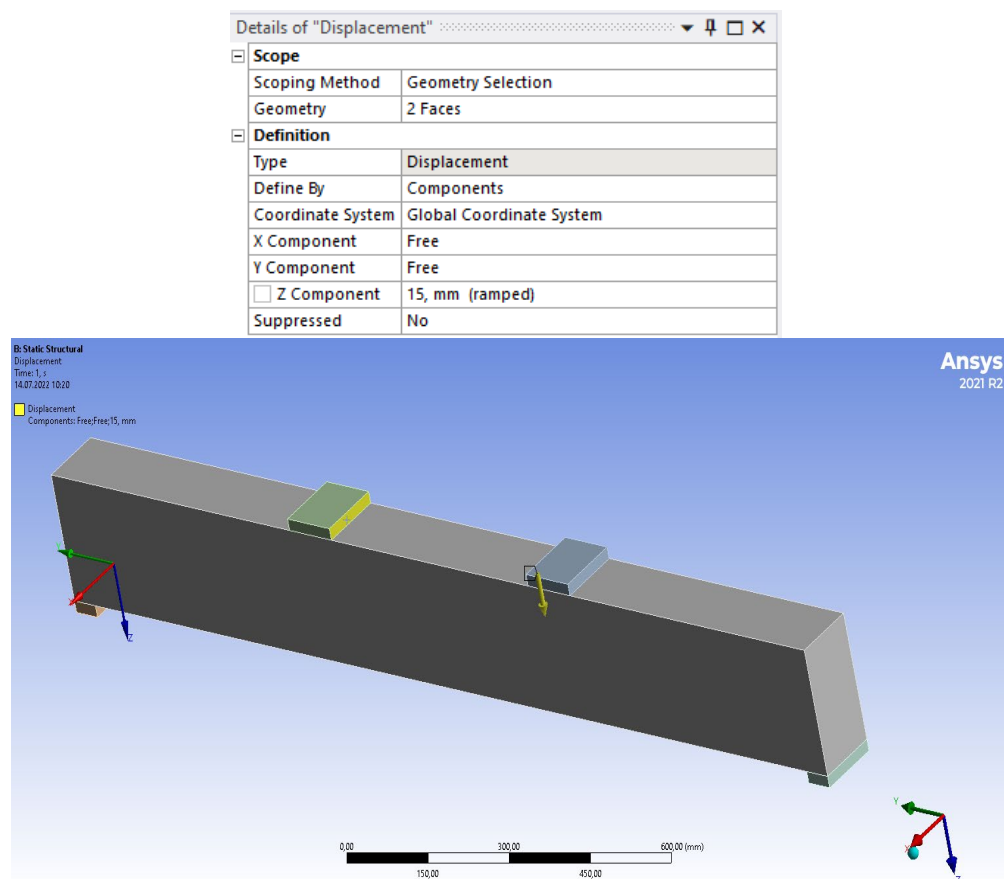 Details of "Displacement"
Scope
Scoping Method Geometry Selection
Geometry 2 Faces
Definition
Type Displacement
Define By Components
Coordinate System Global Coordinate System
X Component Free
Y Component Free
Z Component 15, mm (ramped)
Suppressed No
B: Static Structural
Displacement
Time: 1, s
14.07.2022 10:20
Displacement
Components: Free;Free;15, mm
Ansys
2021 R2
Y
X
Z
Y
X
Z
0,00 300,00 600,00 (mm)
150,00 450,00